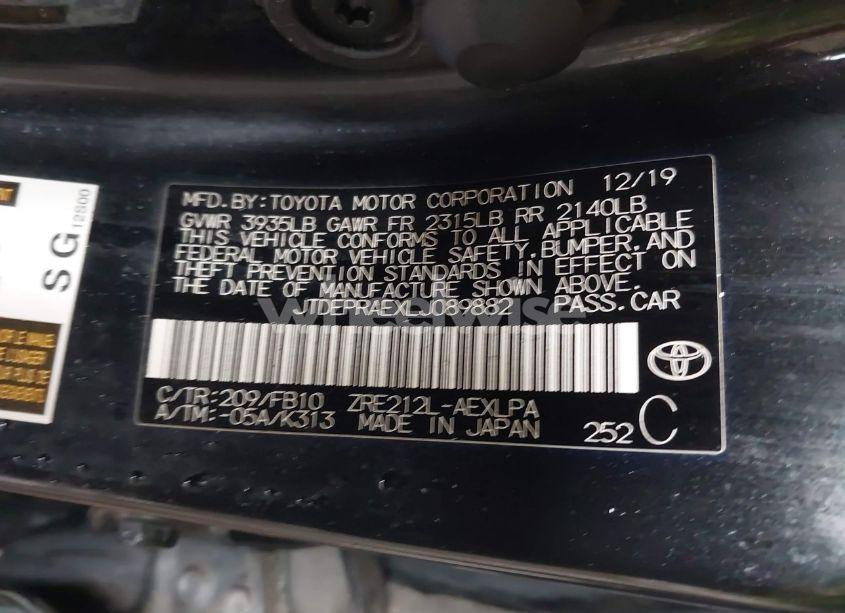 MFD.BY:TOYOTA MOTOR CORPORATION 12/19
GVWR 3935LB GAWR FR 2315LB RR 2140LB
THIS VEHICLE CONFORMS TO ALL APPLICABLE
FEDERAL MOTOR VEHICLE SAFETY,BUMPER,AND
THEFT PREVENTION STANDARDS IN EFFECT ON
THE DATE OF MANUFACTURE SHOWN ABOVE.
JTDEPRAEXLJ089882 PASS.CAR
C/TR:209/FB10 ZRE212L-AEXLPA
A/TM:-05A/K313 MADE IN JAPAN
252 C
SG
12S00